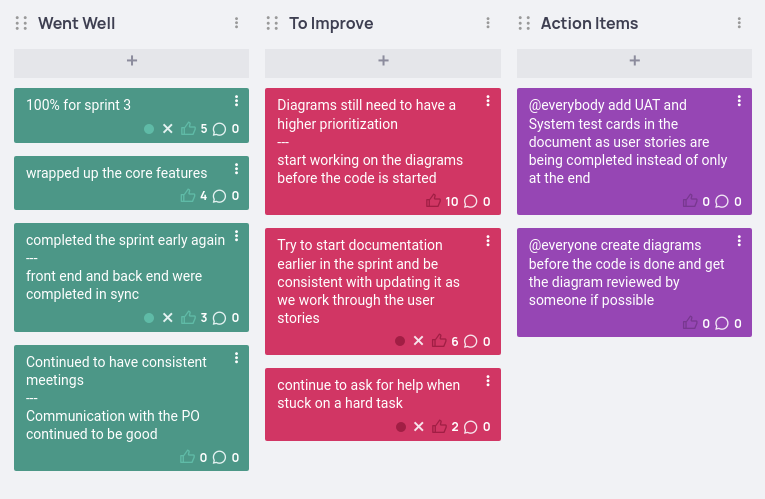 Went Well
+
100% for sprint 3
5 0
wrapped up the core features
4 0
completed the sprint early again
---
front end and back end were
completed in sync
3 0
Continued to have consistent
meetings
---
Communication with the PO
continued to be good
0 0
To Improve
+
Diagrams still need to have a
higher prioritization
---
start working on the diagrams
before the code is started
10 0
Try to start documentation
earlier in the sprint and be
consistent with updating it as
we work through the user
stories
6 0
continue to ask for help when
stuck on a hard task
2 0
Action Items
+
@everybody add UAT and
System test cards in the
document as user stories are
being completed instead of only
at the end
0 0
@everyone create diagrams
before the code is done and get
the diagram reviewed by
someone if possible
0 0